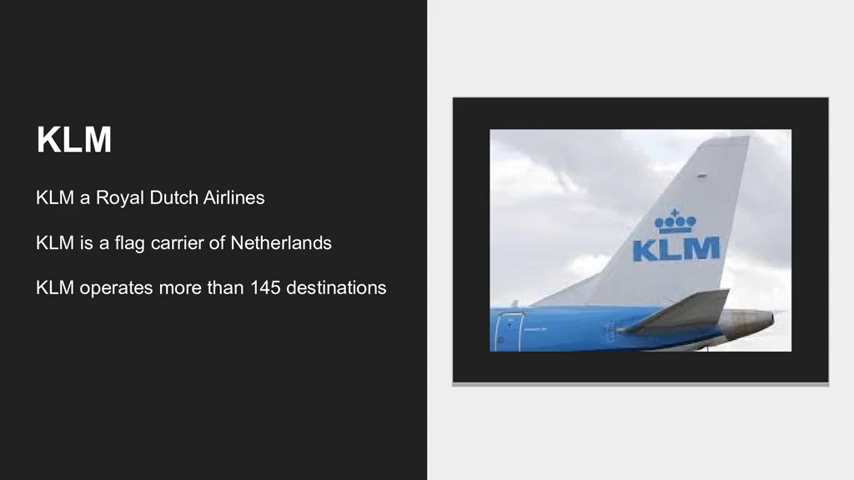 KLM
KLM a Royal Dutch Airlines
KLM is a flag carrier of Netherlands
KLM operates more than 145 destinations
KLM